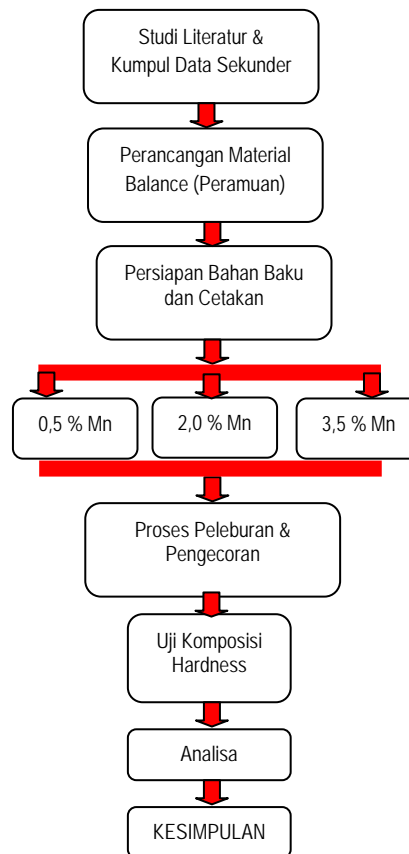 Studi Literatur &
Kumpul Data Sekunder
Perancangan Material
Balance (Peramuan)
Persiapan Bahan Baku
dan Cetakan
0,5 % Mn
2,0 % Mn
3,5 % Mn
Proses Peleburan &
Pengecoran
Uji Komposisi
Hardness
Analisa
KESIMPULAN